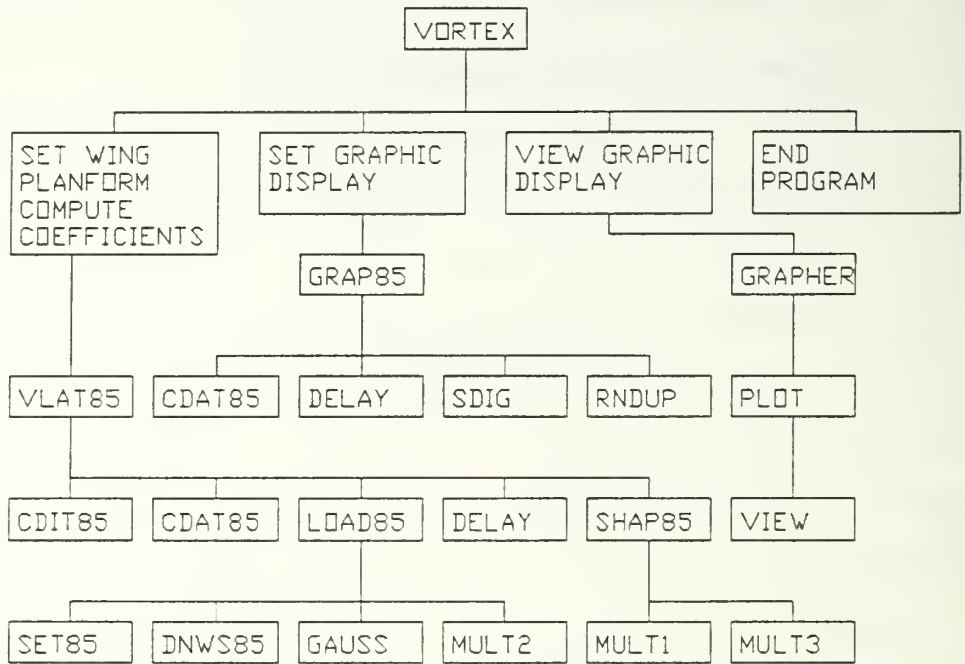 VORTEX
SET WING
PLANFORM
COMPUTE
COEFFICIENTS
SET GRAPHIC
DISPLAY
VIEW GRAPHIC
DISPLAY
END
PROGRAM
GRAP85
GRAPHER
VLAT85
CDAT85
DELAY
SDIG
RNDUP
PLOT
CDIT85
CDAT85
LOAD85
DELAY
SHAP85
VIEW
SET85
DNWS85
GAUSS
MULT2
MULT1
MULT3